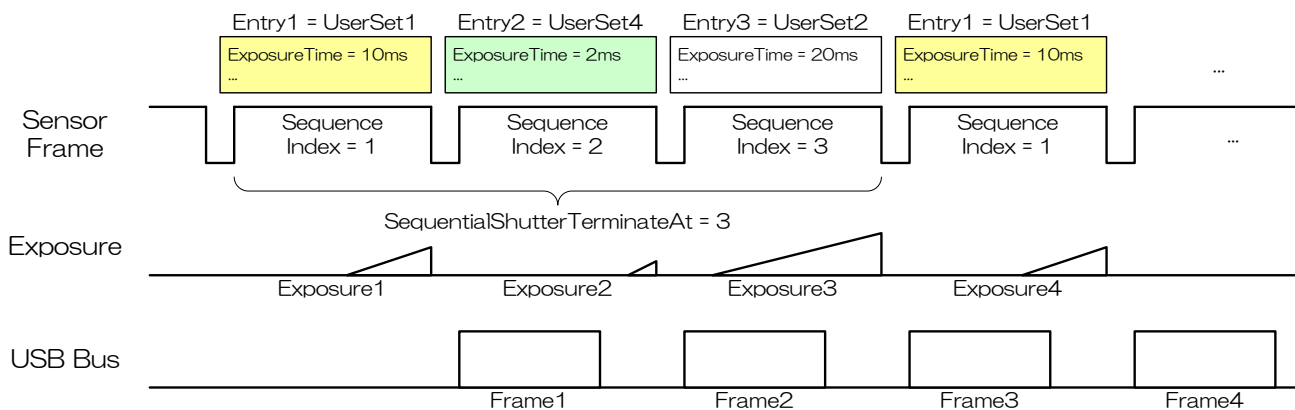 Entry1 = UserSet1 Entry2 = UserSet4 Entry3 = UserSet2 Entry1 = UserSet1
ExposureTime = 10ms ExposureTime = 2ms ExposureTime = 20ms ExposureTime = 10ms
... ... ... ... ...
Sensor Frame
Sequence Index = 1
Sequence Index = 2
Sequence Index = 3
Sequence Index = 1
...
SequentialShutterTerminateAt = 3
Exposure
Exposure1 Exposure2 Exposure3 Exposure4
USB Bus
Frame1 Frame2 Frame3 Frame4